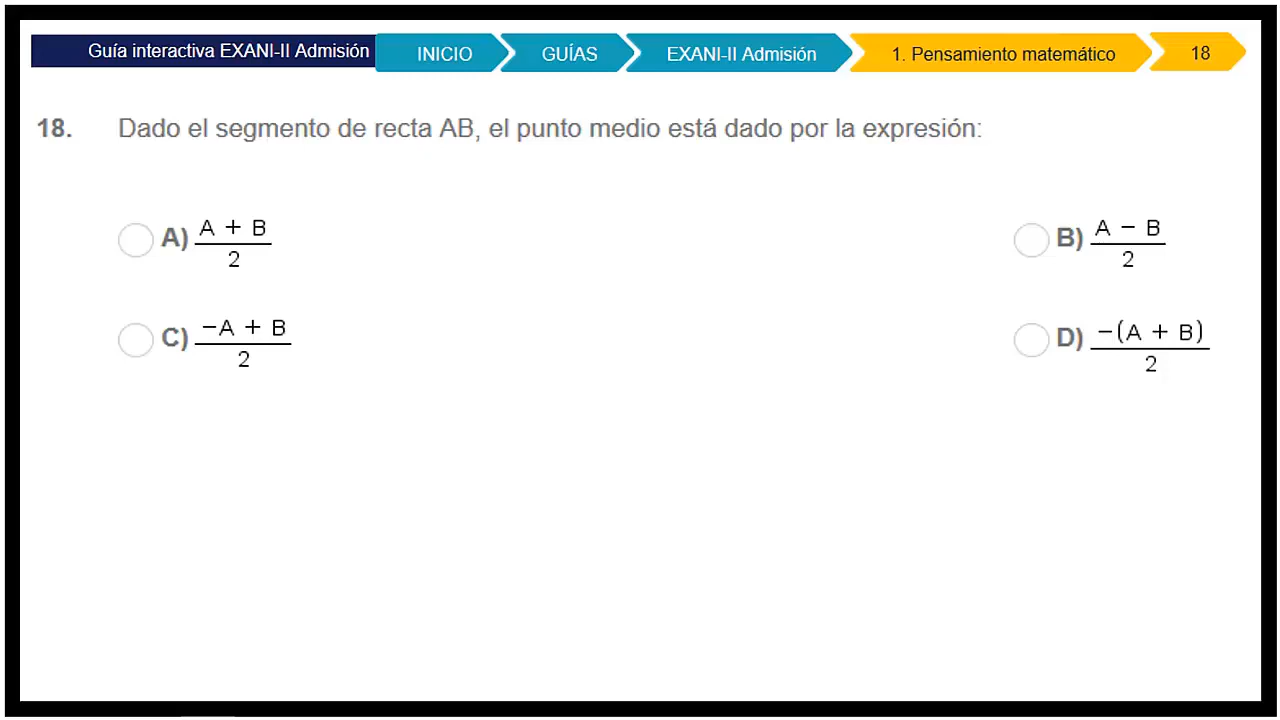 Guía interactiva EXANI-II Admisión INICIO GUÍAS EXANI-II Admisión 1. Pensamiento matemático 18
18. Dado el segmento de recta AB, el punto medio está dado por la expresión:
A) A + B
2
B) A − B
2
C) −A + B
2
D) −(A + B)
2